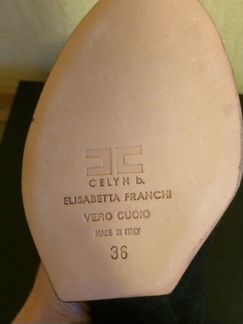 CELYN b.
ELISABETTA FRANCHI
VERO CUOIO
MADE IN ITALY
36